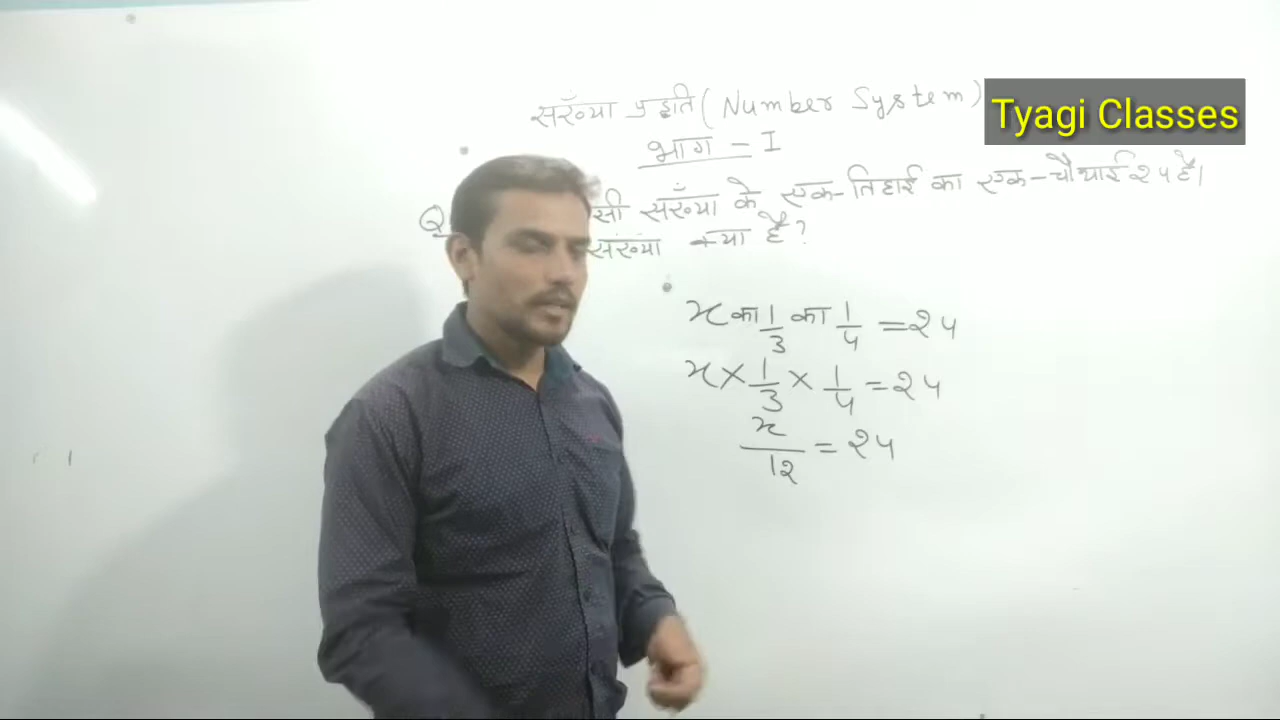 संख्या पद्धति (Number System)
Tyagi Classes
भाग - I
Q सी संख्या के एक-तिहाई का एक-चौथाई 24 है।
संख्या क्या है?
x का 1/3 का 1/4 = 24
x × 1/3 × 1/4 = 24
x/12 = 24